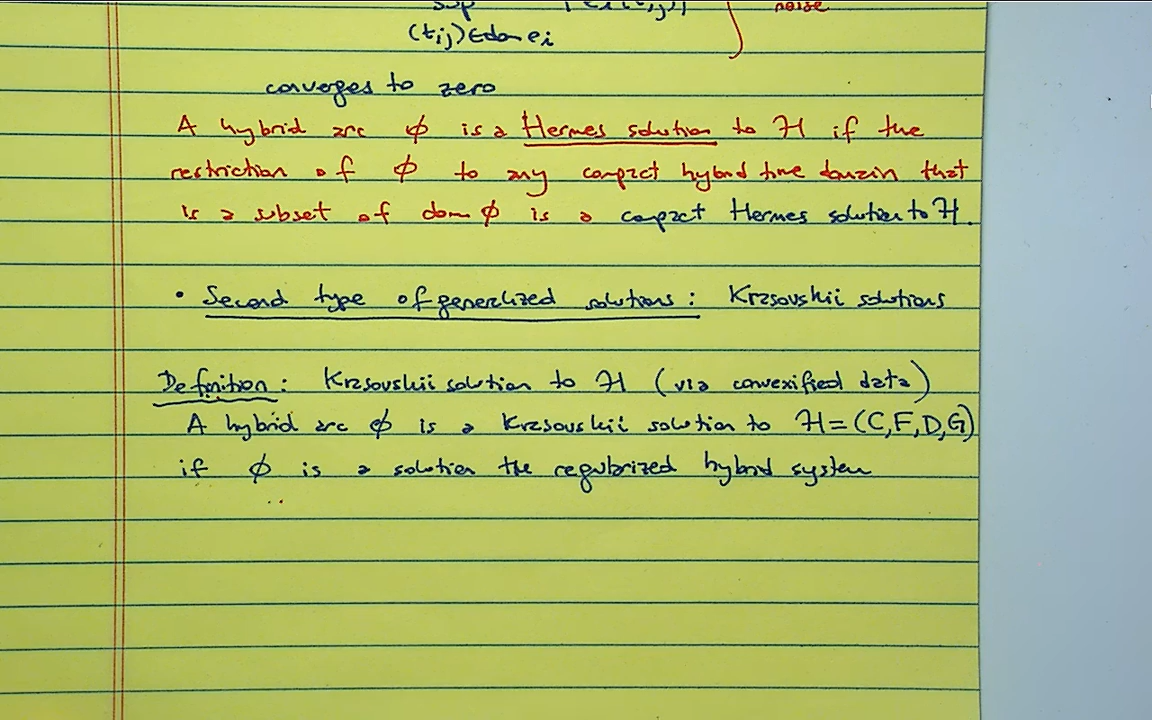 sup
noise
(t,j)∈dom ei
converges to zero
A hybrid arc ϕ is a Hermes solution to H if the
restriction of ϕ to any compact hybrid time domain that
is a subset of dom ϕ is a compact Hermes solution to H.
• Second type of generalized solutions: Krasovskii solutions
Definition: Krasovskii solution to H (via convexified data)
A hybrid arc ϕ is a Krasovskii solution to H=(C,F,D,G)
if ϕ is a solution the regularized hybrid system